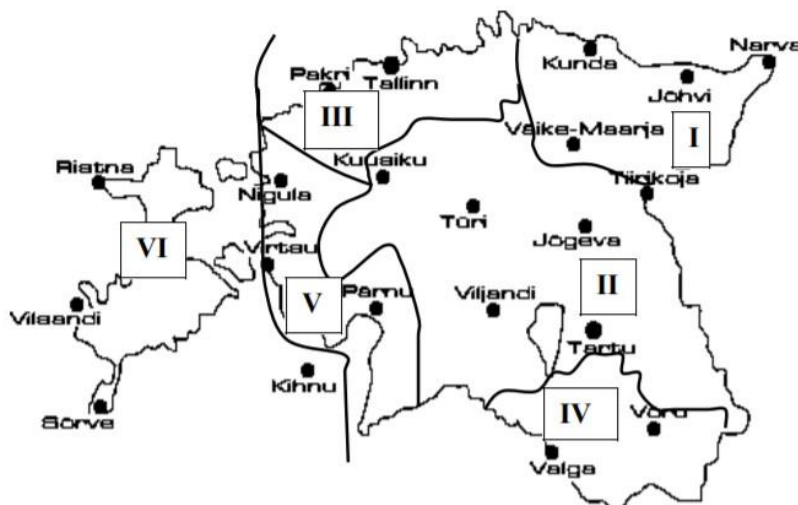 Narva
Kunda
Pakri
Tallinn
Jõhvi
III
Väike-Maarja
I
Ristna
Kuusiku
Tiirikoja
Nigula
Türi
Jõgeva
VI
Virtsu
II
V
Pärnu
Viljandi
Vilsandi
Tartu
Kihnu
Sõrve
IV
Võru
Valga